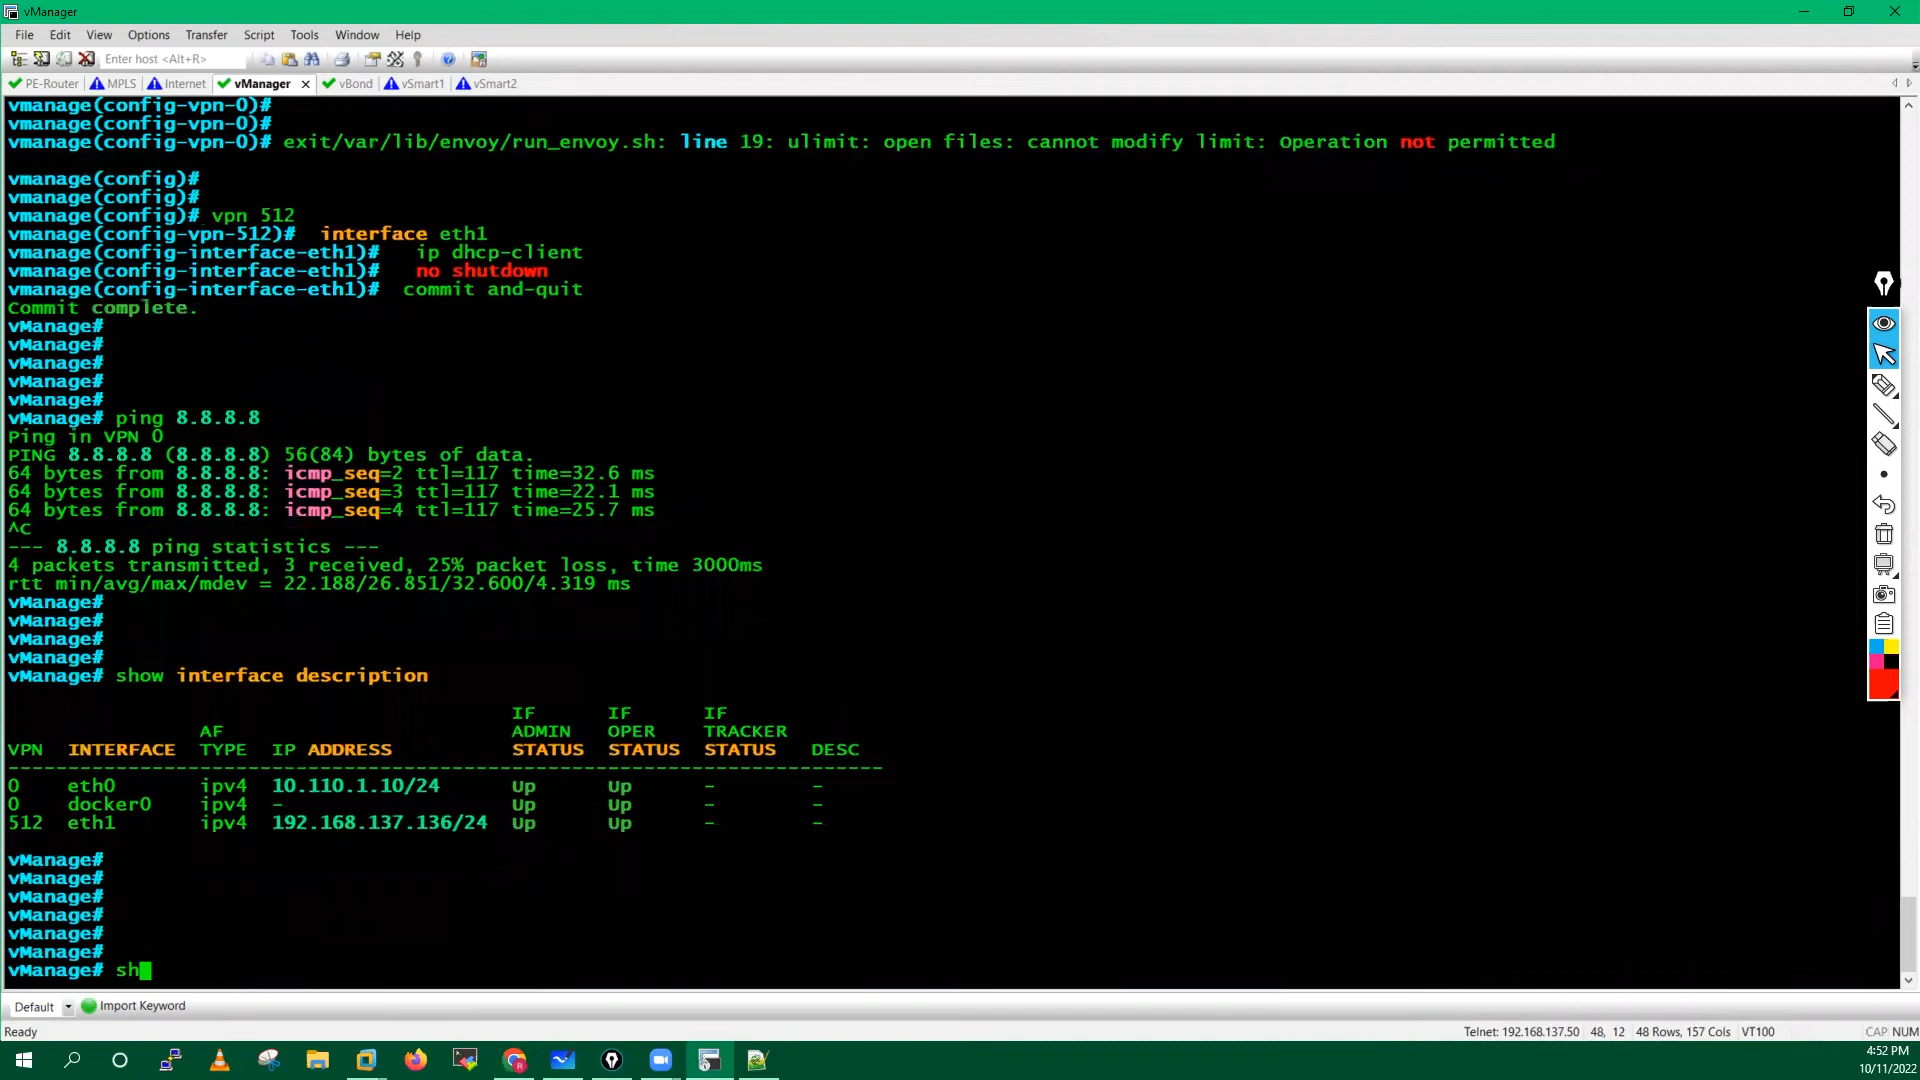 vManager
File Edit View Options Transfer Script Tools Window Help
Enter host <Alt+R>
PE-Router MPLS Internet vManager vBond vSmart1 vSmart2
vmanage(config-vpn-0)#
vmanage(config-vpn-0)#
vmanage(config-vpn-0)# exit/var/lib/envoy/run_envoy.sh: line 19: ulimit: open files: cannot modify limit: Operation not permitted
vmanage(config)#
vmanage(config)#
vmanage(config)# vpn 512
vmanage(config-vpn-512)# interface eth1
vmanage(config-interface-eth1)# ip dhcp-client
vmanage(config-interface-eth1)# no shutdown
vmanage(config-interface-eth1)# commit and-quit
Commit complete.
vManage#
vManage#
vManage#
vManage#
vManage#
vManage# ping 8.8.8.8
Ping in VPN 0
PING 8.8.8.8 (8.8.8.8) 56(84) bytes of data.
64 bytes from 8.8.8.8: icmp_seq=2 ttl=117 time=32.6 ms
64 bytes from 8.8.8.8: icmp_seq=3 ttl=117 time=22.1 ms
64 bytes from 8.8.8.8: icmp_seq=4 ttl=117 time=25.7 ms
^C
--- 8.8.8.8 ping statistics ---
4 packets transmitted, 3 received, 25% packet loss, time 3000ms
rtt min/avg/max/mdev = 22.188/26.851/32.600/4.319 ms
vManage#
vManage#
vManage#
vManage#
vManage# show interface description
IF IF IF
AF ADMIN OPER TRACKER
VPN INTERFACE TYPE IP ADDRESS STATUS STATUS STATUS DESC
-------------------------------------------------------------------------
0 eth0 ipv4 10.110.1.10/24 Up Up - -
0 docker0 ipv4 - Up Up - -
512 eth1 ipv4 192.168.137.136/24 Up Up - -
vManage#
vManage#
vManage#
vManage#
vManage#
vManage#
vManage# sh
Default Import Keyword
Ready Telnet: 192.168.137.50 48, 12 48 Rows, 157 Cols VT100 CAP NUM
4:52 PM
10/11/2022